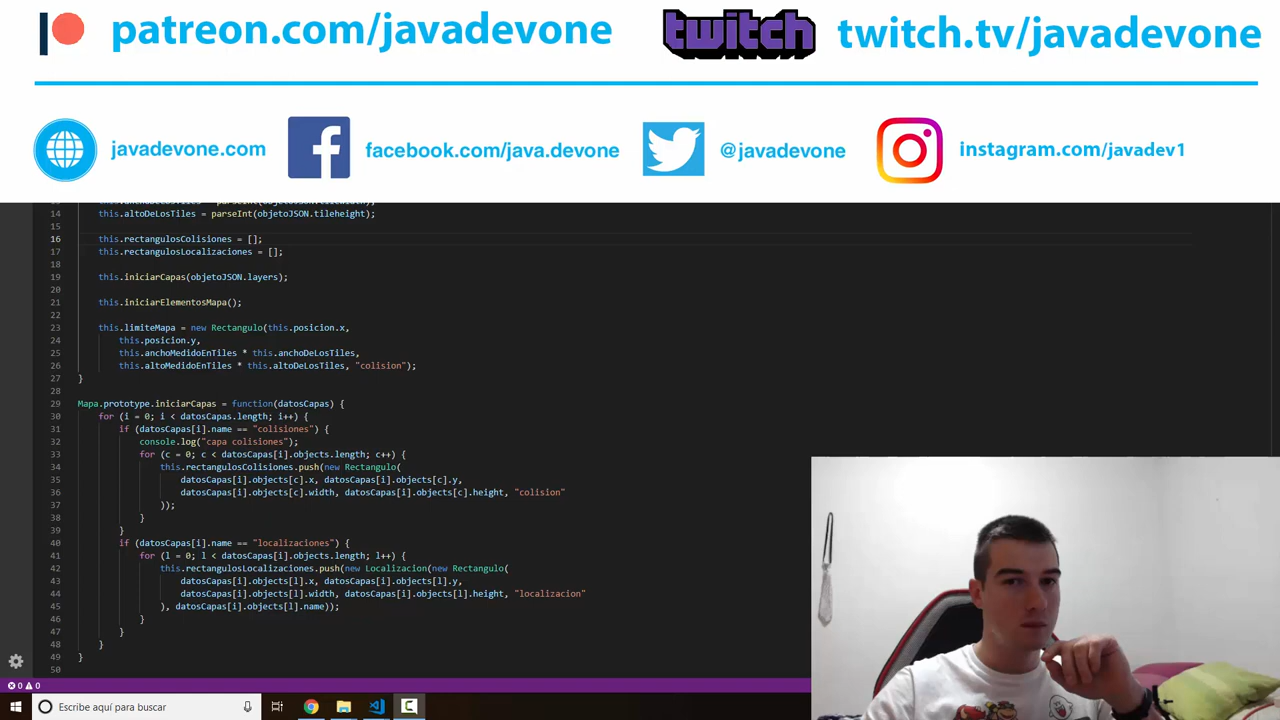 patreon.com/javadevone
twitch
twitch.tv/javadevone
javadevone.com
facebook.com/java.devone
@javadevone
instagram.com/javadev1
14 this.altoDeLosTiles = parseInt(objetoJSON.tileheight);
15
16 this.rectangulosColisiones = [];
17 this.rectangulosLocalizaciones = [];
18
19 this.iniciarCapas(objetoJSON.layers);
20
21 this.iniciarElementosMapa();
22
23 this.limiteMapa = new Rectangulo(this.posicion.x,
24 this.posicion.y,
25 this.anchoMedidoEnTiles * this.anchoDeLosTiles,
26 this.altoMedidoEnTiles * this.altoDeLosTiles, "colision");
27 }
28
29 Mapa.prototype.iniciarCapas = function(datosCapas) {
30 for (i = 0; i < datosCapas.length; i++) {
31 if (datosCapas[i].name == "colisiones") {
32 console.log("capa colisiones");
33 for (c = 0; c < datosCapas[i].objects.length; c++) {
34 this.rectangulosColisiones.push(new Rectangulo(
35 datosCapas[i].objects[c].x, datosCapas[i].objects[c].y,
36 datosCapas[i].objects[c].width, datosCapas[i].objects[c].height, "colision"
37 ));
38 }
39 }
40 if (datosCapas[i].name == "localizaciones") {
41 for (l = 0; l < datosCapas[i].objects.length; l++) {
42 this.rectangulosLocalizaciones.push(new Localizacion(new Rectangulo(
43 datosCapas[i].objects[l].x, datosCapas[i].objects[l].y,
44 datosCapas[i].objects[l].width, datosCapas[i].objects[l].height, "localizacion"
45 ), datosCapas[i].objects[l].name));
46 }
47 }
48 }
49 }
50
0 0
Escribe aquí para buscar